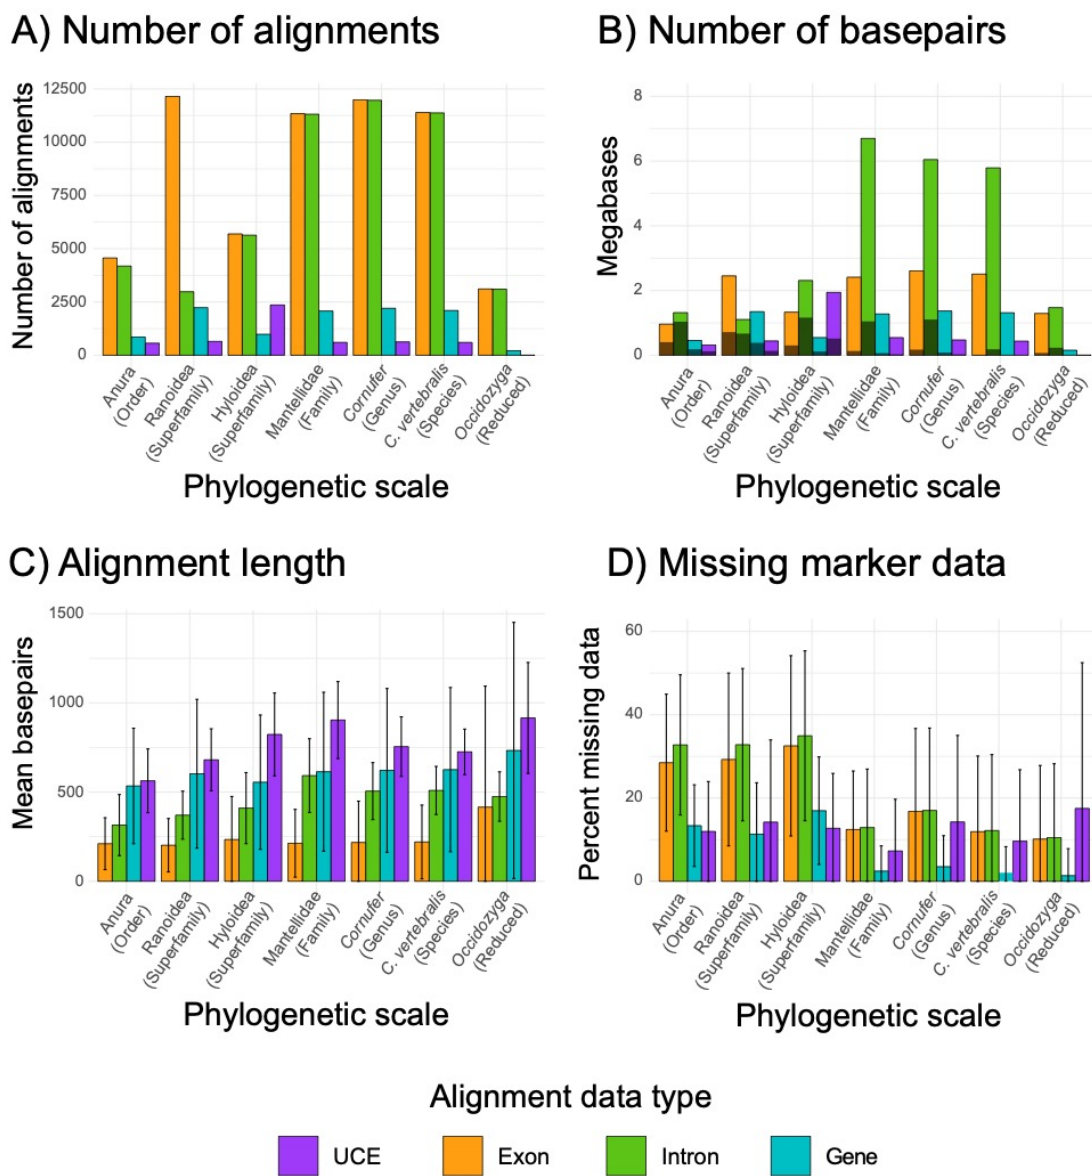 A) Number of alignments
Number of alignments
12500
10000
7500
5000
2500
0
Anura
(Order)
Ranoidea
(Superfamily)
Hyloidea
(Superfamily)
Mantellidae
(Family)
Cornufer
(Genus)
C. vertebralis
(Species)
Occidozyga
(Reduced)
Phylogenetic scale
B) Number of basepairs
Megabases
8
6
4
2
0
Anura
(Order)
Ranoidea
(Superfamily)
Hyloidea
(Superfamily)
Mantellidae
(Family)
Cornufer
(Genus)
C. vertebralis
(Species)
Occidozyga
(Reduced)
Phylogenetic scale
C) Alignment length
Mean basepairs
1500
1000
500
0
Anura
(Order)
Ranoidea
(Superfamily)
Hyloidea
(Superfamily)
Mantellidae
(Family)
Cornufer
(Genus)
C. vertebralis
(Species)
Occidozyga
(Reduced)
Phylogenetic scale
D) Missing marker data
Percent missing data
60
40
20
0
Anura
(Order)
Ranoidea
(Superfamily)
Hyloidea
(Superfamily)
Mantellidae
(Family)
Cornufer
(Genus)
C. vertebralis
(Species)
Occidozyga
(Reduced)
Phylogenetic scale
Alignment data type
UCE
Exon
Intron
Gene